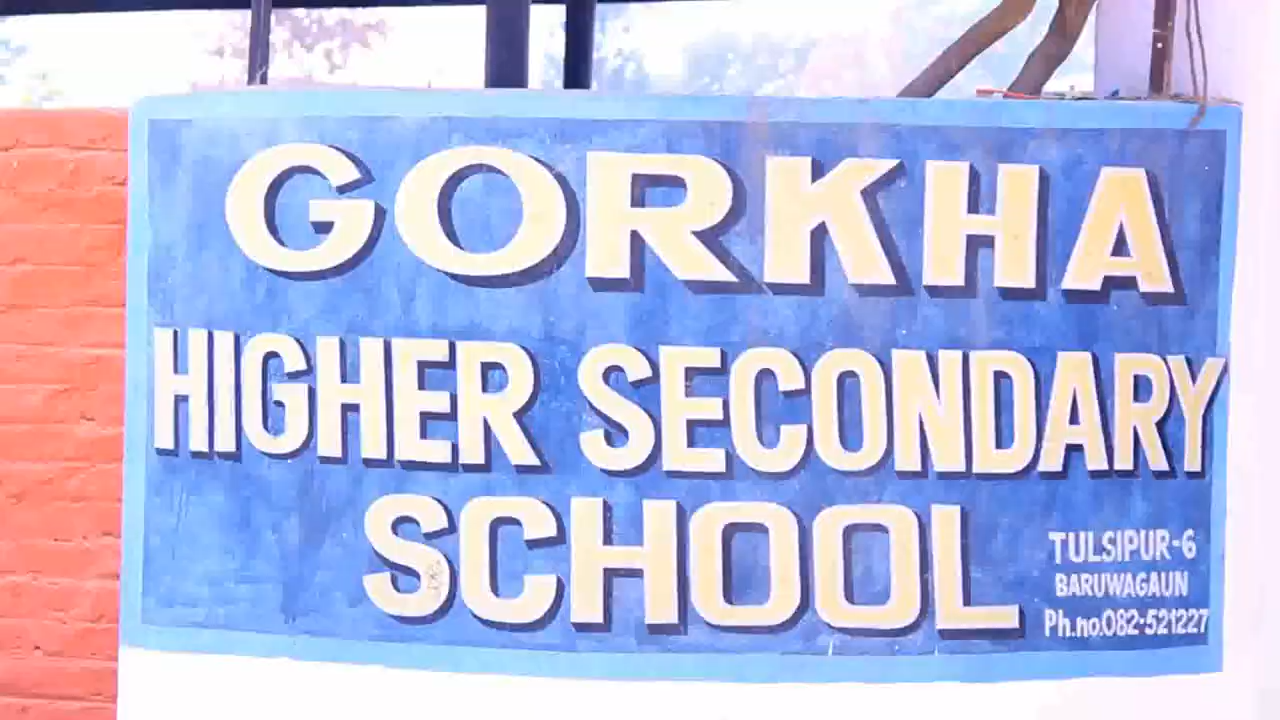 GORKHA
HIGHER SECONDARY
SCHOOL
TULSIPUR-6
BARUWAGAUN
Ph.no.082-521227